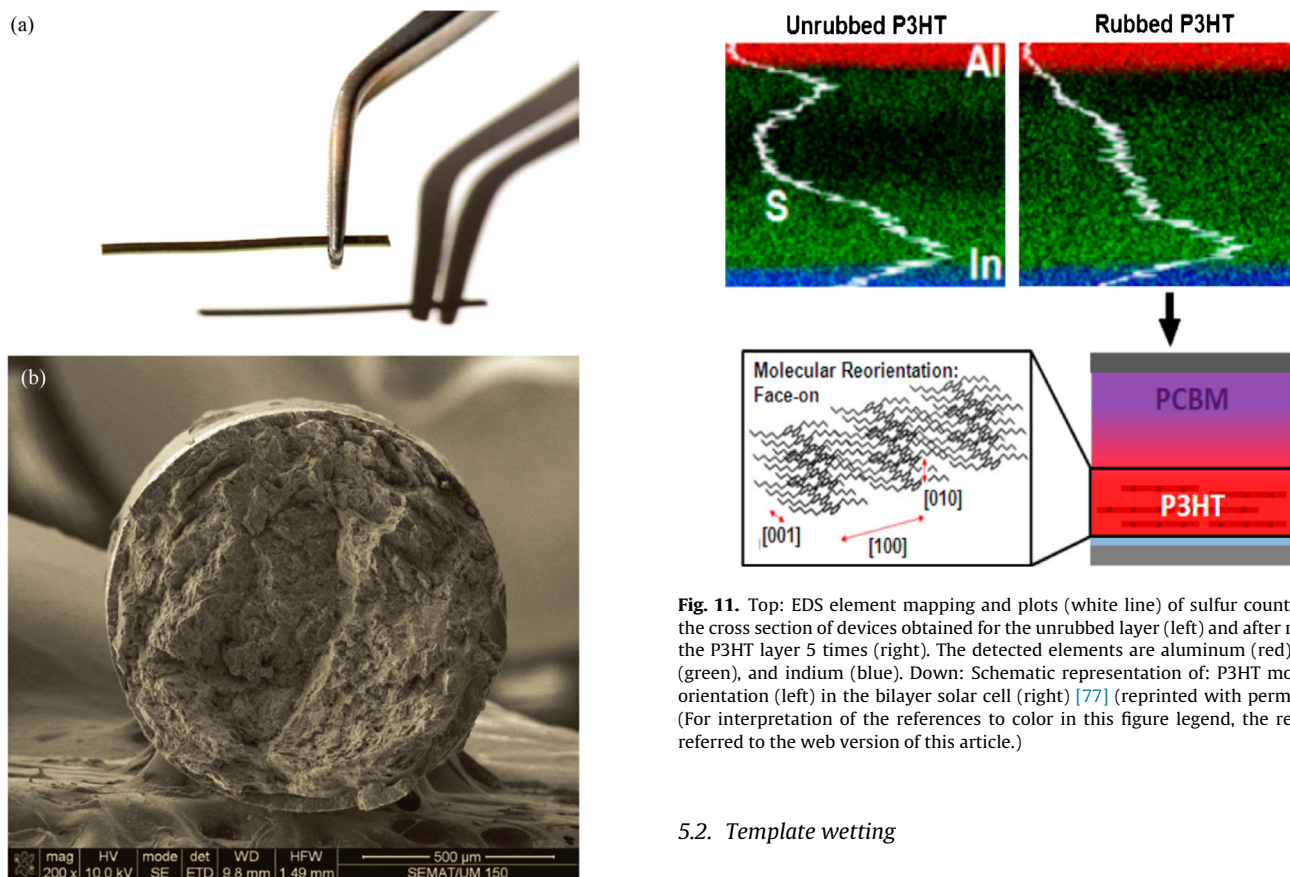 (a)
(b)
mag HV mode det WD HFW 500 µm
200 x 10.0 kV SE ETD 9.8 mm 1.49 mm SEMAT/UM 150
Unrubbed P3HT Rubbed P3HT
Al
S
In
Molecular Reorientation:
Face-on
[010]
[001]
[100]
PCBM
P3HT
Fig. 11. Top: EDS element mapping and plots (white line) of sulfur count
the cross section of devices obtained for the unrubbed layer (left) and after
the P3HT layer 5 times (right). The detected elements are aluminum (red)
(green), and indium (blue). Down: Schematic representation of: P3HT mo
orientation (left) in the bilayer solar cell (right) [77] (reprinted with perm
(For interpretation of the references to color in this figure legend, the re
referred to the web version of this article.)
5.2. Template wetting